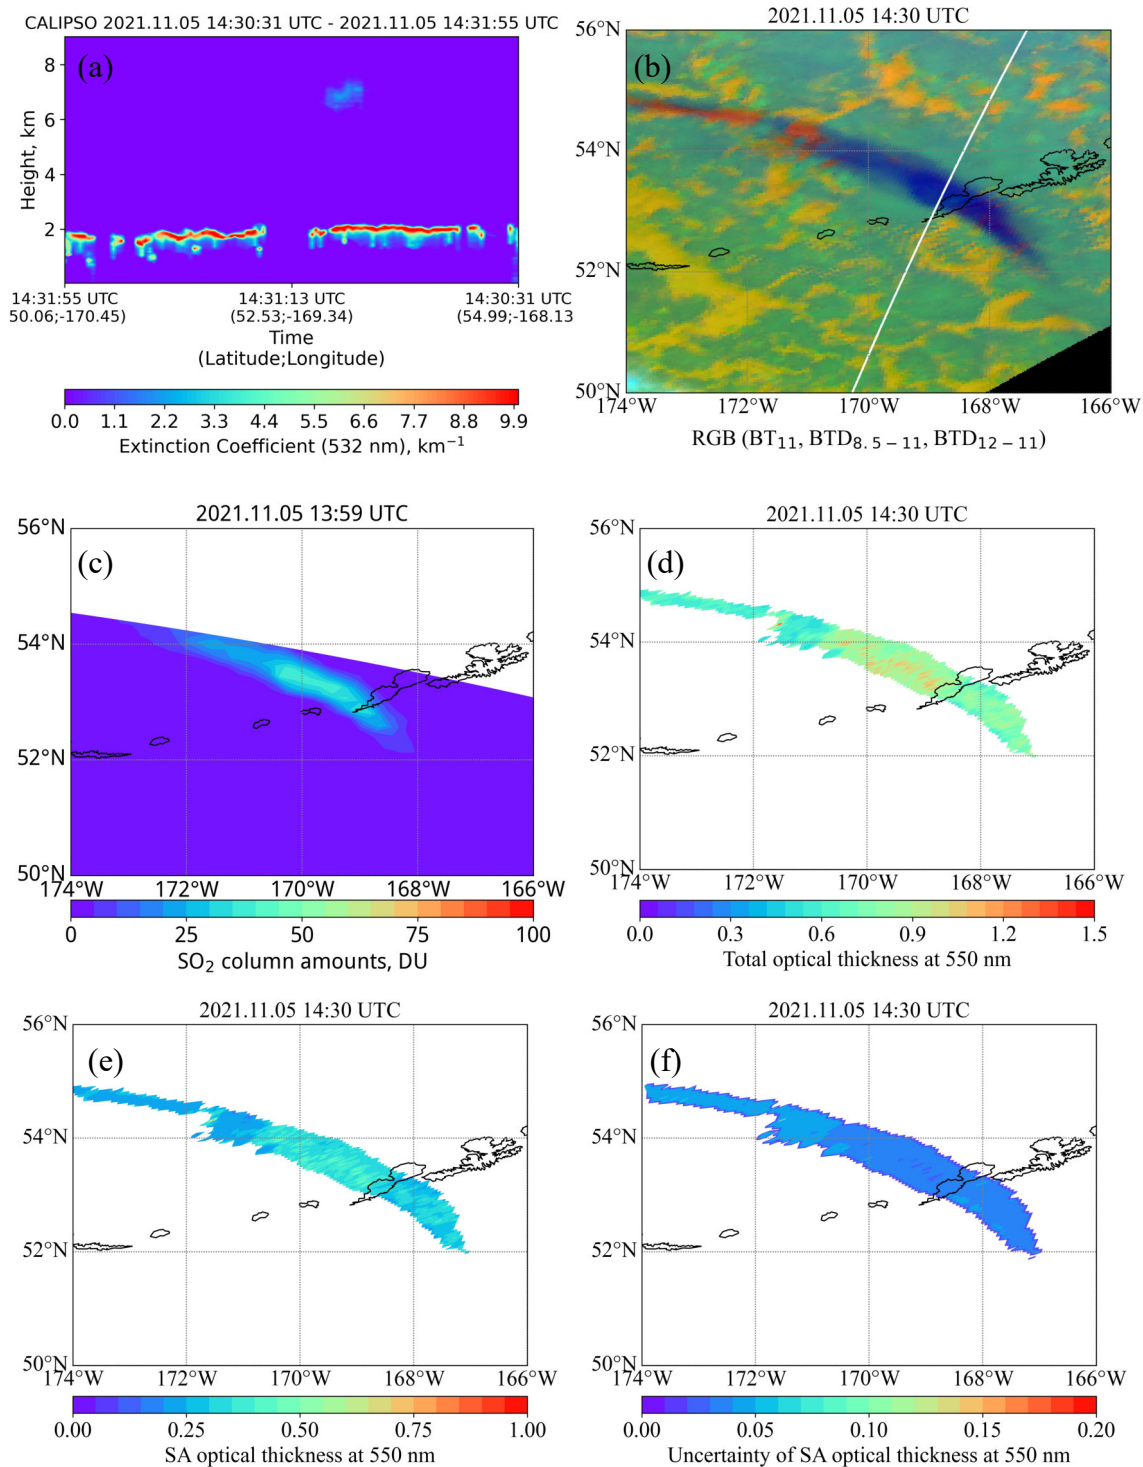 CALIPSO 2021.11.05 14:30:31 UTC - 2021.11.05 14:31:55 UTC
(a)
8
6
4
2
Height, km
14:31:55 UTC 14:31:13 UTC 14:30:31 UTC
50.06;-170.45) (52.53;-169.34) (54.99;-168.13
Time
(Latitude;Longitude)
0.0 1.1 2.2 3.3 4.4 5.5 6.6 7.7 8.8 9.9
Extinction Coefficient (532 nm), km⁻¹
2021.11.05 14:30 UTC
(b)
56°N
54°N
52°N
50°N
174°W 172°W 170°W 168°W 166°W
RGB (BT₁₁, BTD₈.₅₋₁₁, BTD₁₂₋₁₁)
2021.11.05 13:59 UTC
(c)
56°N
54°N
52°N
50°N
174°W 172°W 170°W 168°W 166°W
0 25 50 75 100
SO₂ column amounts, DU
2021.11.05 14:30 UTC
(d)
56°N
54°N
52°N
50°N
174°W 172°W 170°W 168°W 166°W
0.0 0.3 0.6 0.9 1.2 1.5
Total optical thickness at 550 nm
2021.11.05 14:30 UTC
(e)
56°N
54°N
52°N
50°N
174°W 172°W 170°W 168°W 166°W
0.00 0.25 0.50 0.75 1.00
SA optical thickness at 550 nm
2021.11.05 14:30 UTC
(f)
56°N
54°N
52°N
50°N
174°W 172°W 170°W 168°W 166°W
0.00 0.05 0.10 0.15 0.20
Uncertainty of SA optical thickness at 550 nm